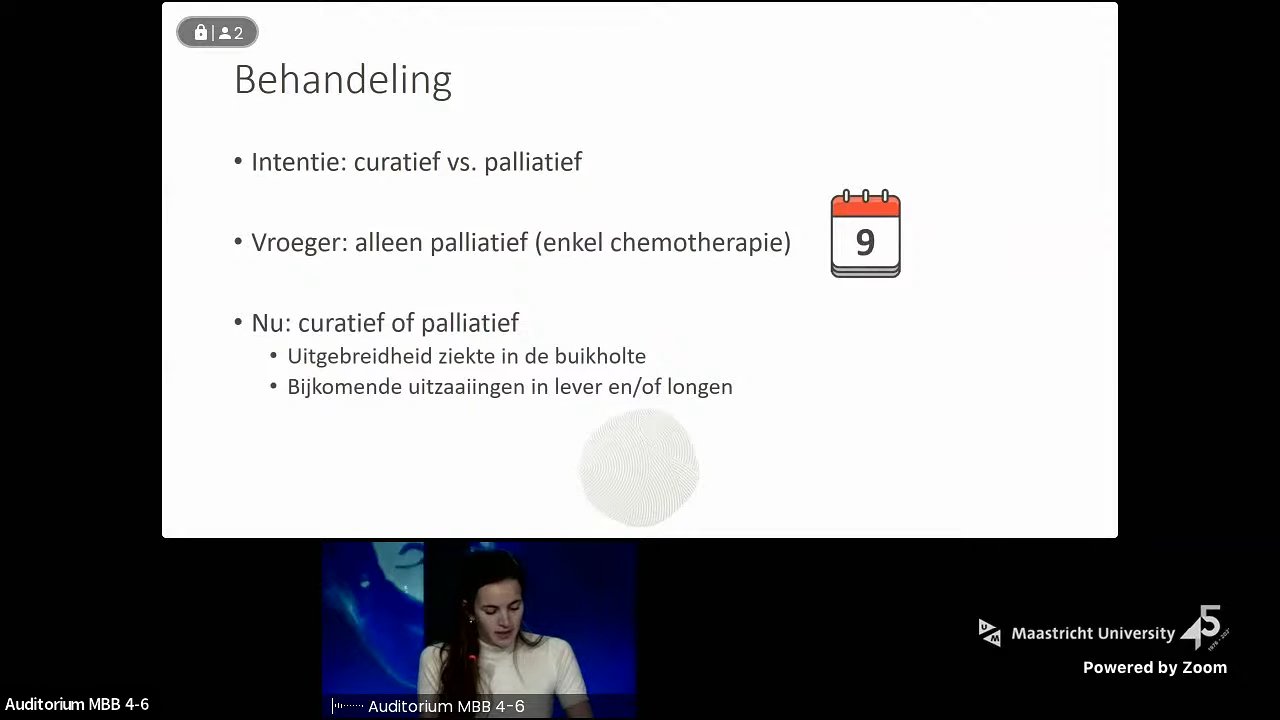 2
Behandeling
• Intentie: curatief vs. palliatief
• Vroeger: alleen palliatief (enkel chemotherapie)
9
• Nu: curatief of palliatief
• Uitgebreidheid ziekte in de buikholte
• Bijkomende uitzaaiingen in lever en/of longen
UM Maastricht University 45
Powered by Zoom
Auditorium MBB 4-6
Auditorium MBB 4-6